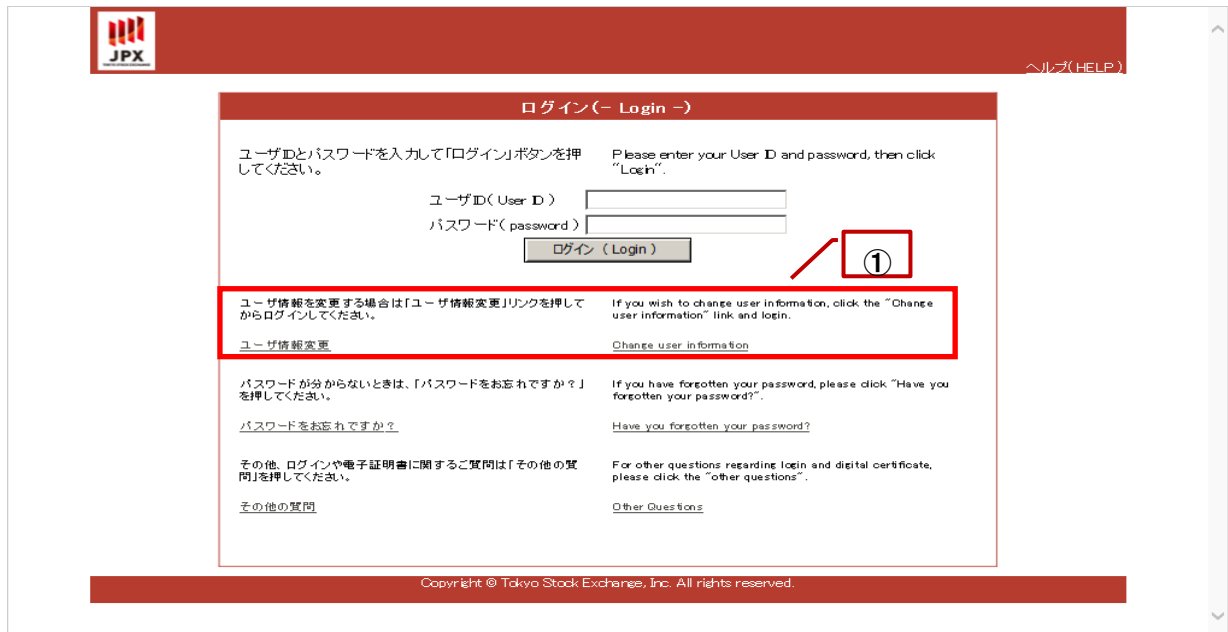 JPX
ヘルプ(HELP)
ログイン(- Login -)
ユーザIDとパスワードを入力して「ログイン」ボタンを押
してください。
Please enter your User ID and password, then click
"Login".
ユーザID( User ID )
パスワード( password )
ログイン ( Login )
①
ユーザ情報を変更する場合は「ユーザ情報変更」リンクを押して
からログインしてください。
If you wish to change user information, click the "Change
user information" link and login.
ユーザ情報変更
Change user information
パスワードが分からないときは、「パスワードをお忘れですか?」
を押してください。
If you have forgotten your password, please click "Have you
forgotten your password?".
パスワードをお忘れですか?
Have you forgotten your password?
その他、ログインや電子証明書に関するご質問は「その他の質
問」を押してください。
For other questions regarding login and digital certificate,
please click the "other questions".
その他の質問
Other Questions
Copyright © Tokyo Stock Exchange, Inc. All rights reserved.